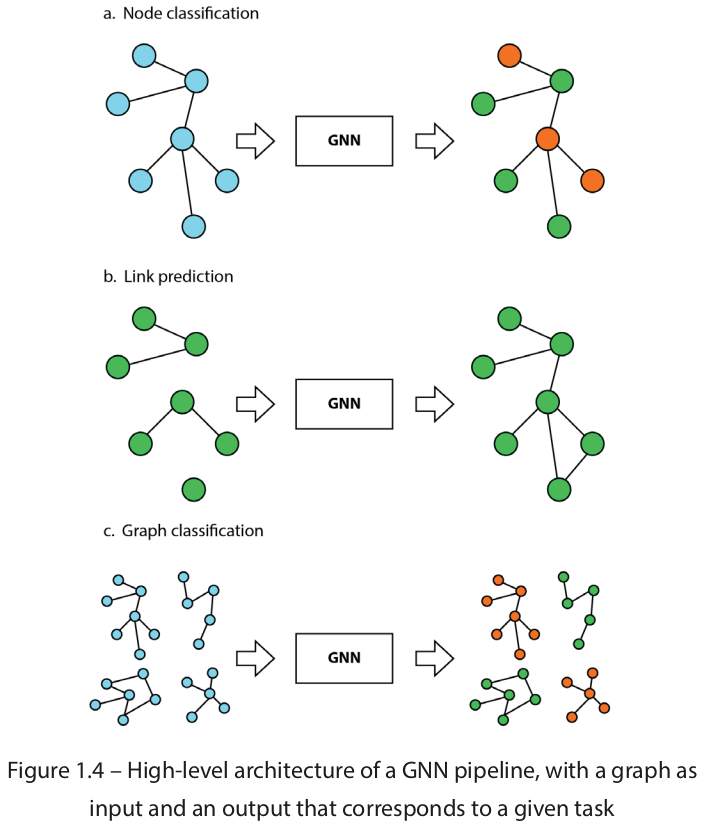 a. Node classification
GNN
b. Link prediction
GNN
c. Graph classification
GNN
Figure 1.4 – High-level architecture of a GNN pipeline, with a graph as
input and an output that corresponds to a given task